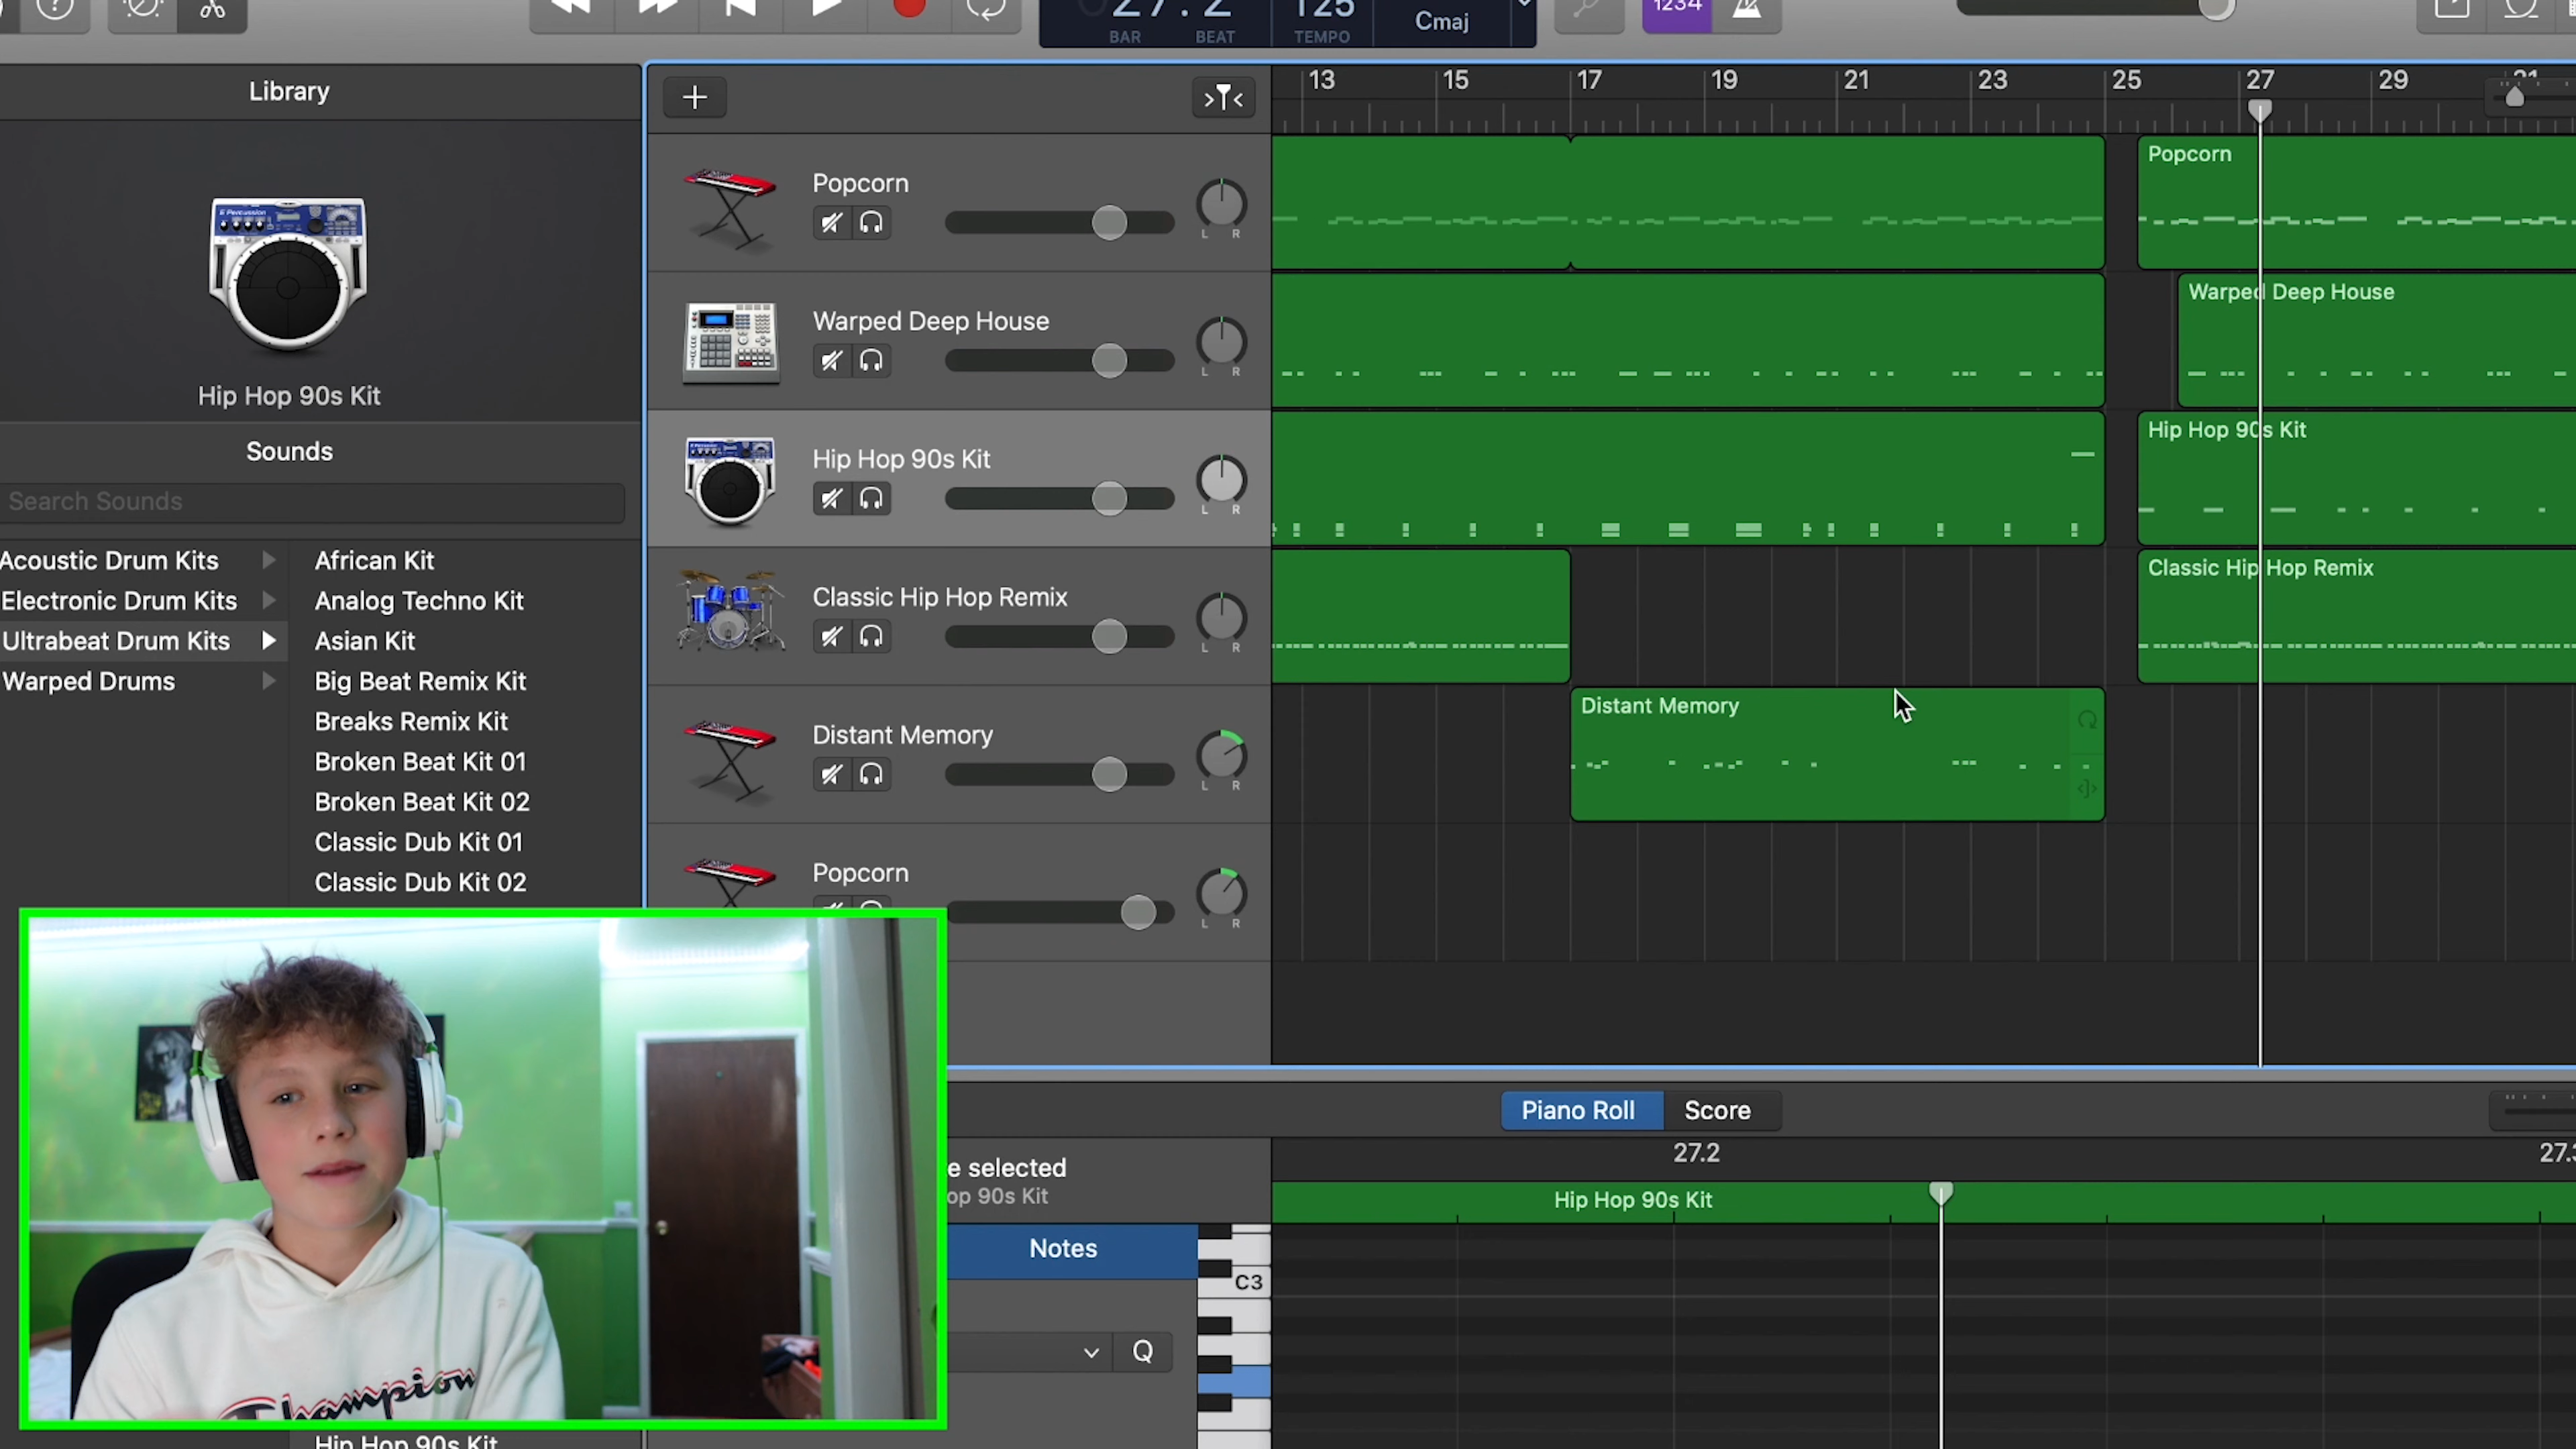 27.2
125
Cmaj
1234
BAR
BEAT
TEMPO
Library
Hip Hop 90s Kit
Sounds
Search Sounds
Acoustic Drum Kits
Electronic Drum Kits
Ultrabeat Drum Kits
Warped Drums
African Kit
Analog Techno Kit
Asian Kit
Big Beat Remix Kit
Breaks Remix Kit
Broken Beat Kit 01
Broken Beat Kit 02
Classic Dub Kit 01
Classic Dub Kit 02
Hip Hop 90s Kit
13 15 17 19 21 23 25 27 29 31
Popcorn
L R
Warped Deep House
L R
Hip Hop 90s Kit
L R
Classic Hip Hop Remix
L R
Distant Memory
L R
Popcorn
L R
Popcorn
Warped Deep House
Hip Hop 90s Kit
Classic Hip Hop Remix
Distant Memory
Piano Roll
Score
27.2
e selected
op 90s Kit
Hip Hop 90s Kit
Notes
C3
Q
Champion